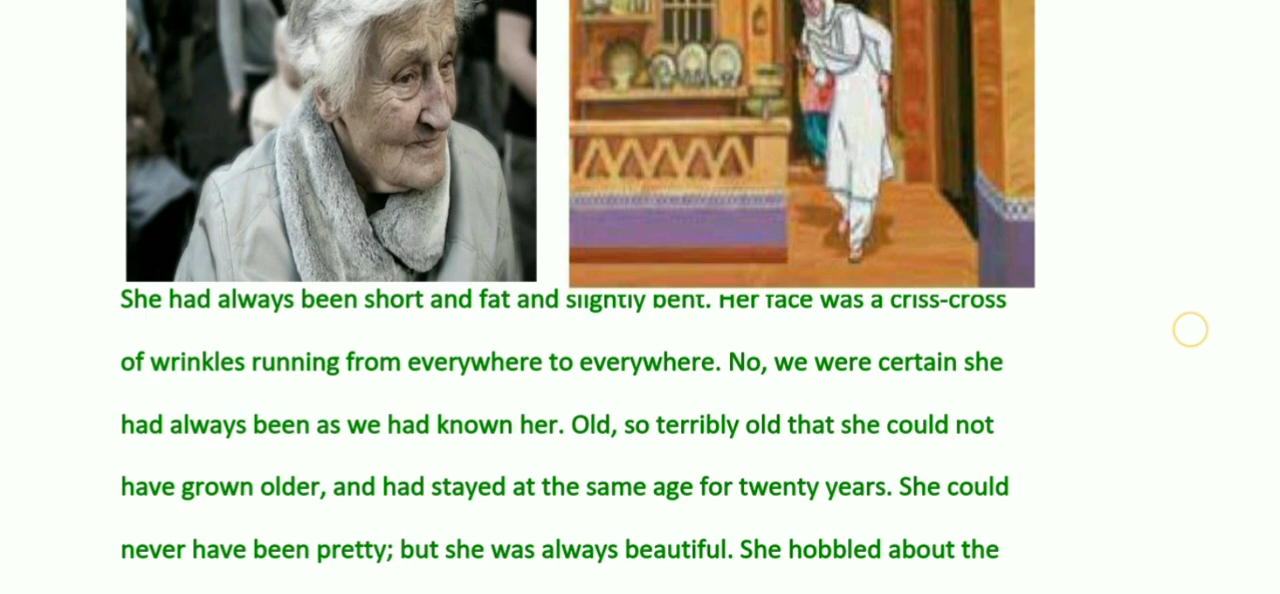 She had always been short and fat and slightly bent. Her face was a criss-cross
of wrinkles running from everywhere to everywhere. No, we were certain she
had always been as we had known her. Old, so terribly old that she could not
have grown older, and had stayed at the same age for twenty years. She could
never have been pretty; but she was always beautiful. She hobbled about the